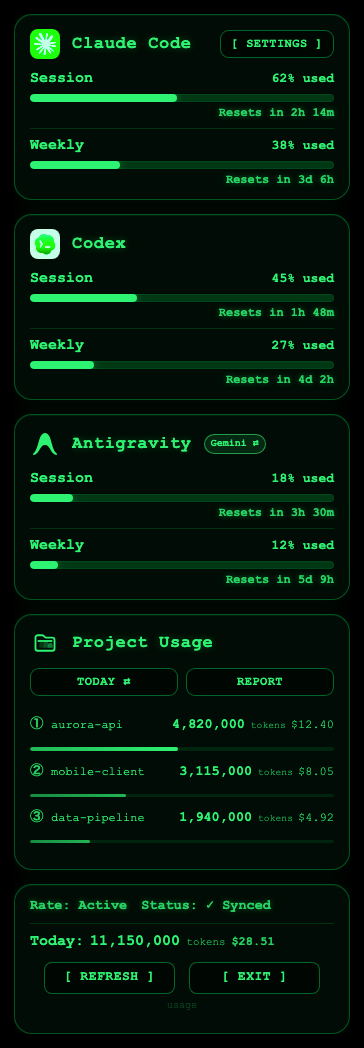 Claude Code [ SETTINGS ]
Session 62% used
Resets in 2h 14m
Weekly 38% used
Resets in 3d 6h
Codex
Session 45% used
Resets in 1h 48m
Weekly 27% used
Resets in 4d 2h
Antigravity Gemini ⇄
Session 18% used
Resets in 3h 30m
Weekly 12% used
Resets in 5d 9h
Project Usage
TODAY ⇄ REPORT
① aurora-api 4,820,000 tokens $12.40
② mobile-client 3,115,000 tokens $8.05
③ data-pipeline 1,940,000 tokens $4.92
Rate: Active Status: ✓ Synced
Today: 11,150,000 tokens $28.51
[ REFRESH ] [ EXIT ]
usage